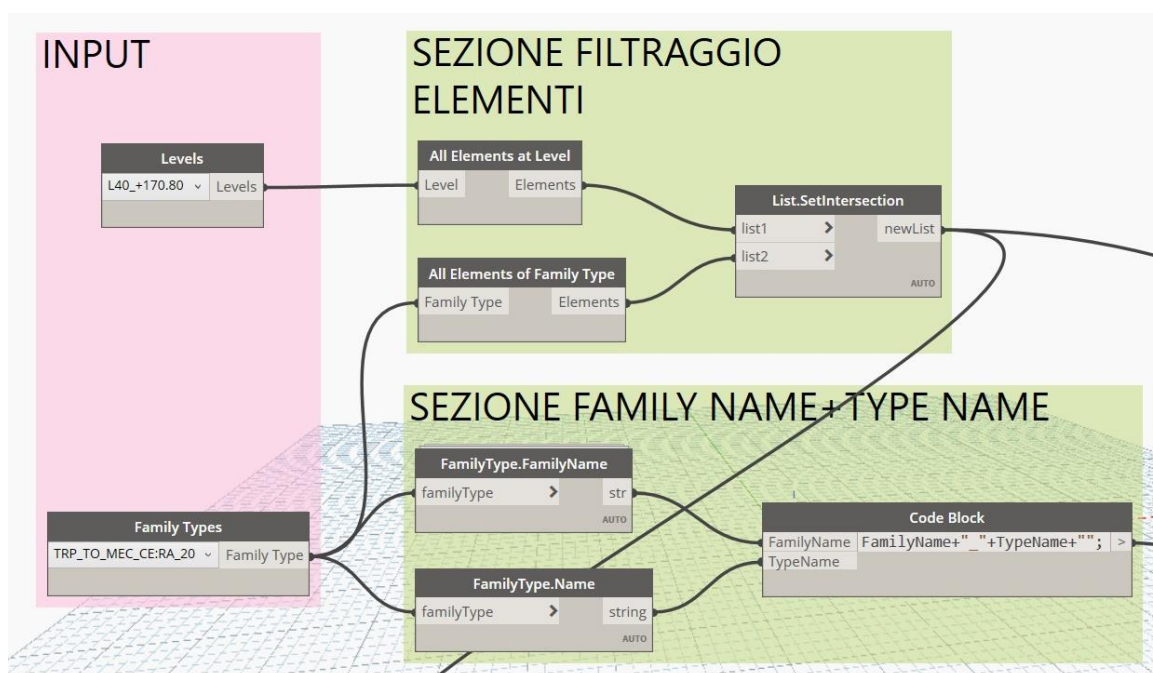 INPUT
SEZIONE FILTRAGGIO
ELEMENTI
Levels
L40_+170.80 Levels
All Elements at Level
Level Elements
List.SetIntersection
list1 > newList
list2 >
AUTO
All Elements of Family Type
Family Type Elements
SEZIONE FAMILY NAME+TYPE NAME
FamilyType.FamilyName
familyType > str
AUTO
Family Types
TRP_TO_MEC_CE:RA_20 Family Type
Code Block
FamilyName FamilyName+"_"+TypeName+""; >
TypeName
FamilyType.Name
familyType > string
AUTO